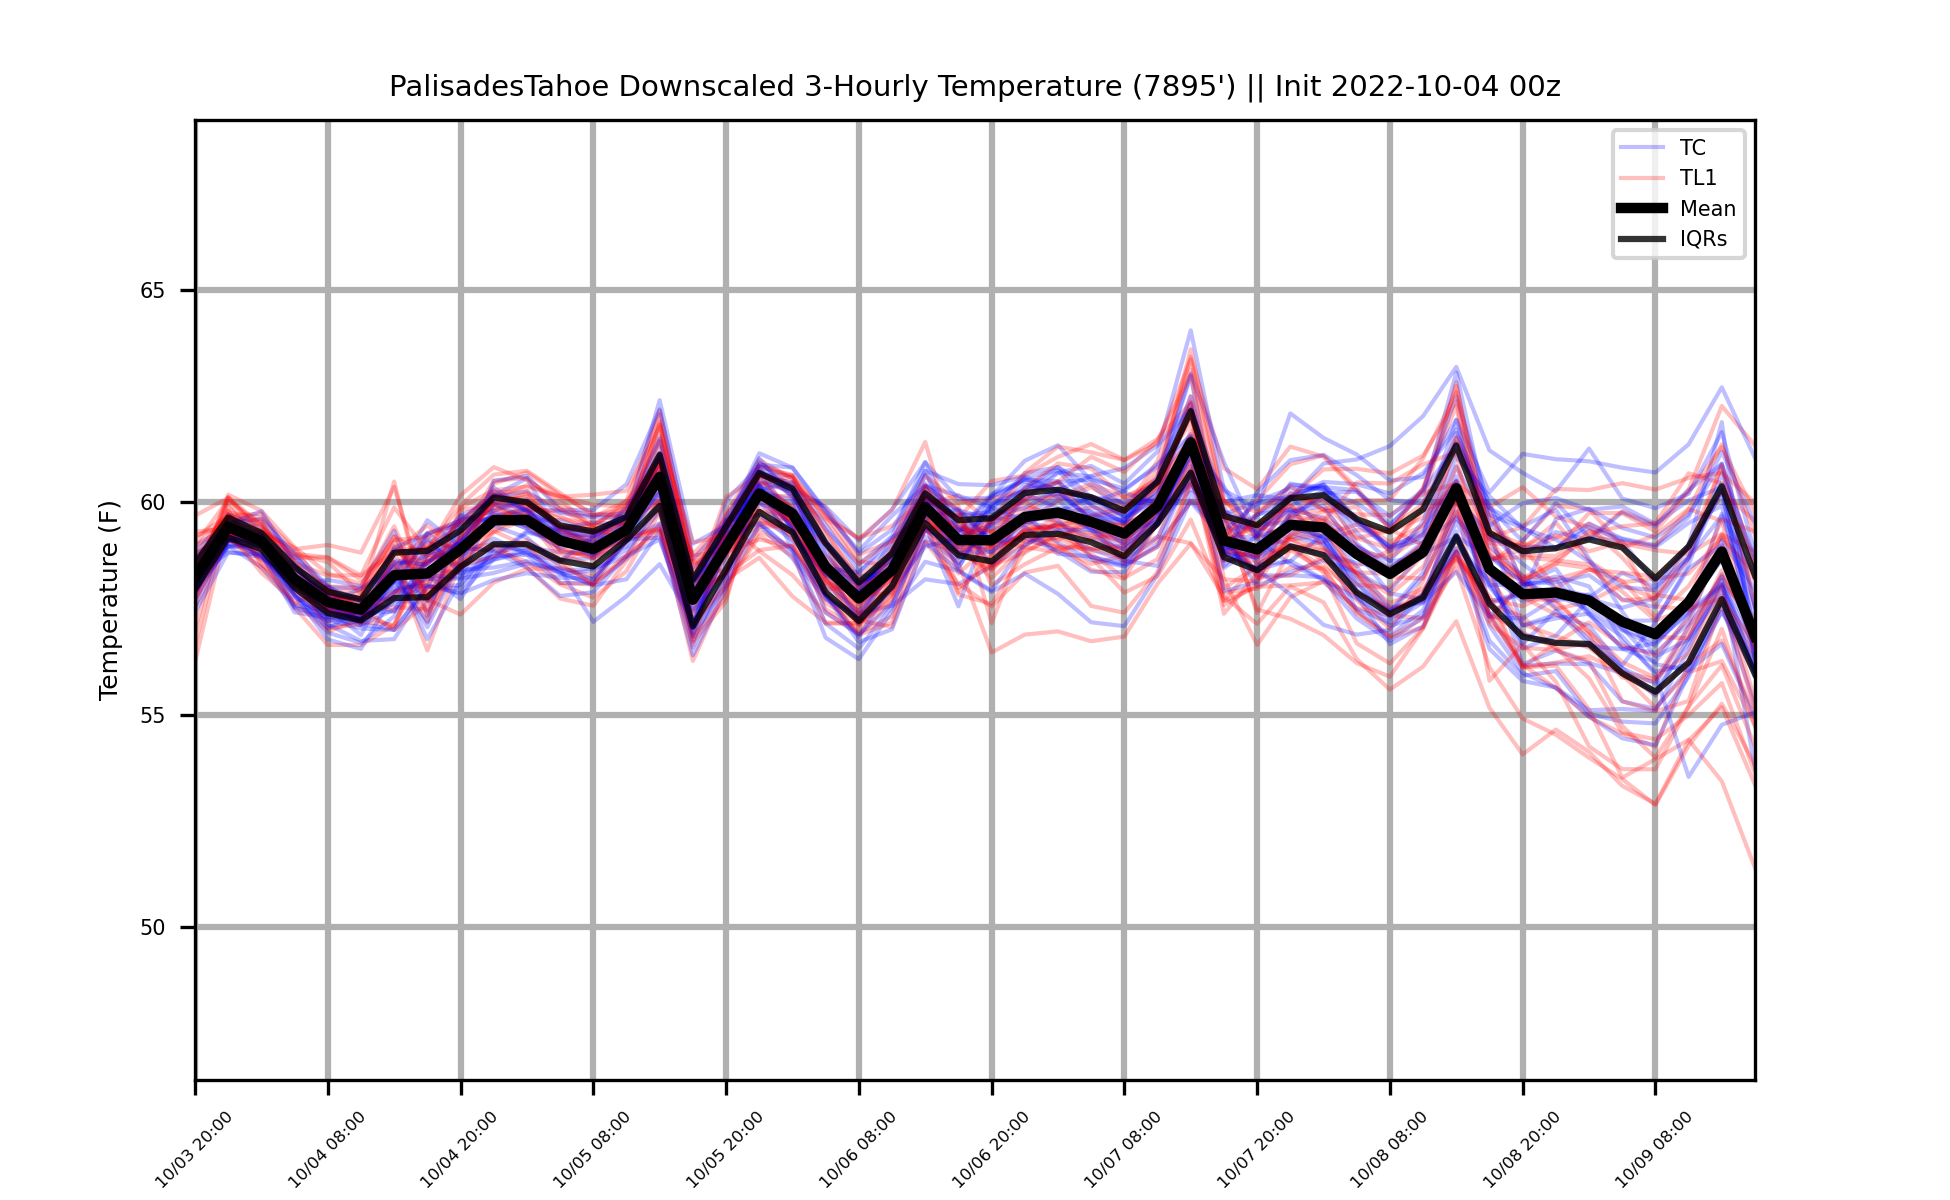 PalisadesTahoe Downscaled 3-Hourly Temperature (7895') || Init 2022-10-04 00z
TC
TL1
Mean
IQRs
Temperature (F)
65
60
55
50
10/03 20:00
10/04 08:00
10/04 20:00
10/05 08:00
10/05 20:00
10/06 08:00
10/06 20:00
10/07 08:00
10/07 20:00
10/08 08:00
10/08 20:00
10/09 08:00